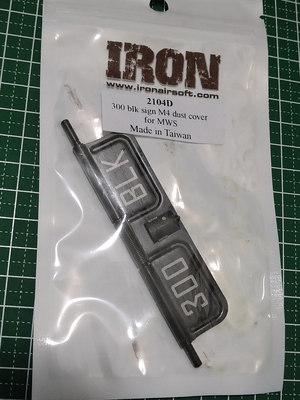 IRON
www.ironairsoft.com
2104D
300 blk sign M4 dust cover
for MWS
Made in Taiwan
BLK
300